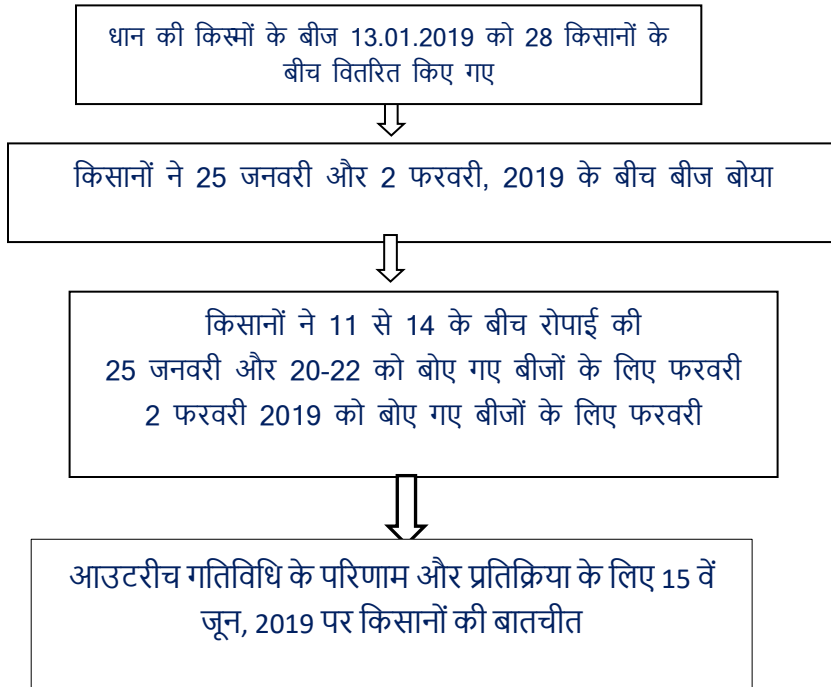 धान की किस्मों के बीज 13.01.2019 को 28 किसानों के
बीच वितरित किए गए
किसानों ने 25 जनवरी और 2 फरवरी, 2019 के बीच बीज बोया
किसानों ने 11 से 14 के बीच रोपाई की
25 जनवरी और 20-22 को बोए गए बीजों के लिए फरवरी
2 फरवरी 2019 को बोए गए बीजों के लिए फरवरी
आउटरीच गतिविधि के परिणाम और प्रतिक्रिया के लिए 15 वें
जून, 2019 पर किसानों की बातचीत